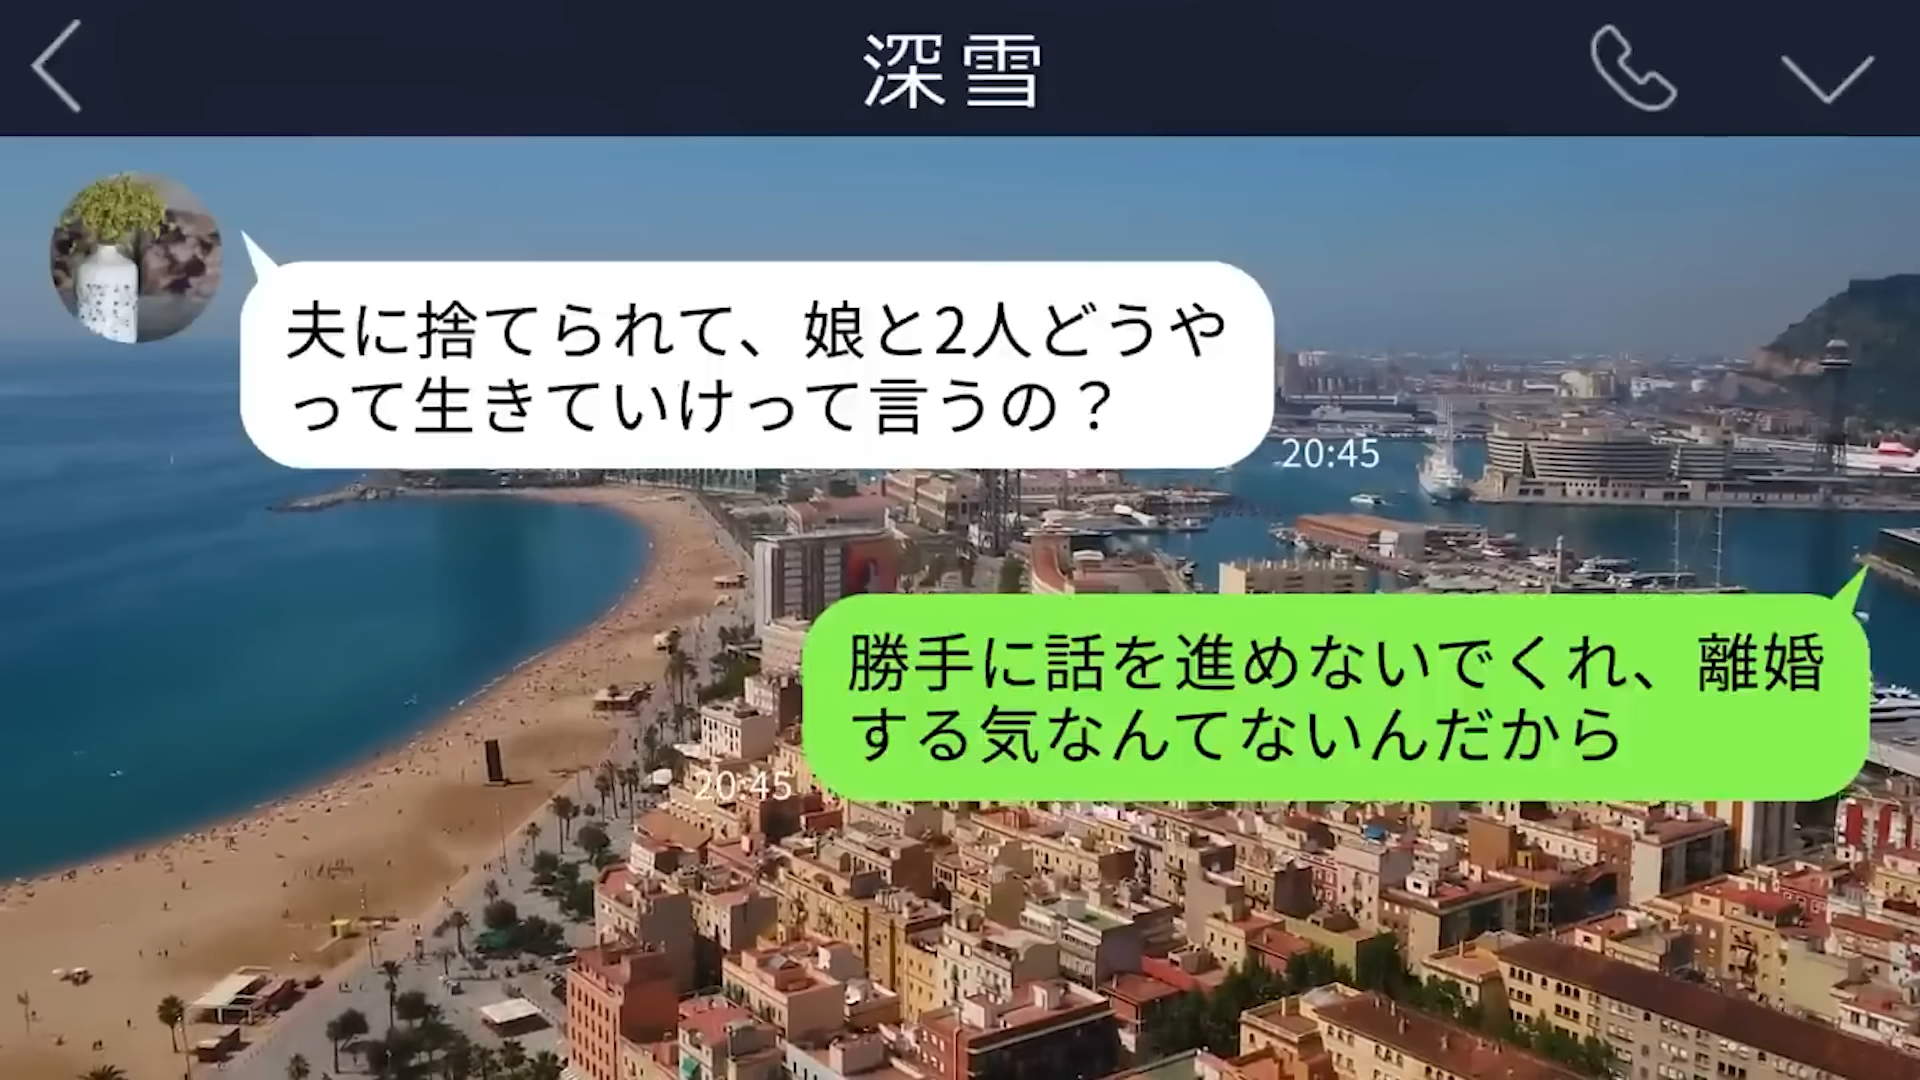 深雪
夫に捨てられて、娘と2人どうや
って生きていけって言うの？
20:45
勝手に話を進めないでくれ、離婚
する気なんてないんだから
20:45